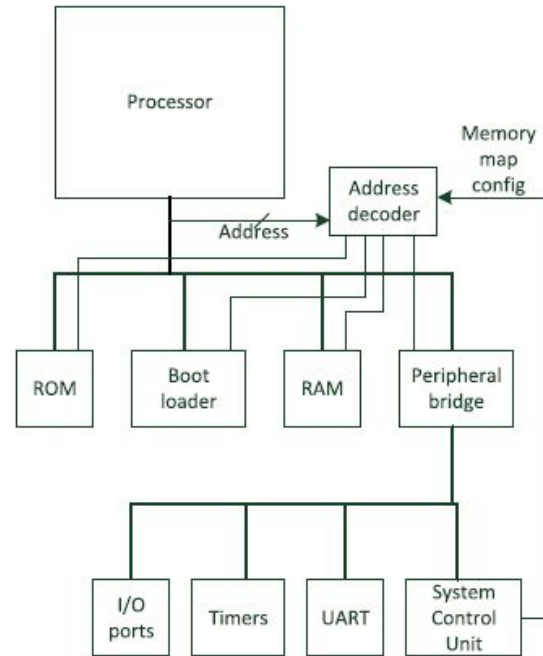 Processor
Memory
map
config
Address
decoder
Address
ROM
Boot
loader
RAM
Peripheral
bridge
I/O
ports
Timers
UART
System
Control
Unit